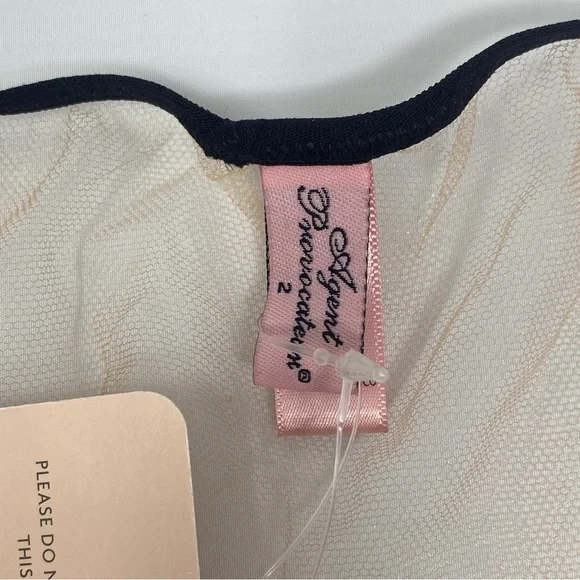 Agent
Provocateur®
2
PLEASE DO N
THIS